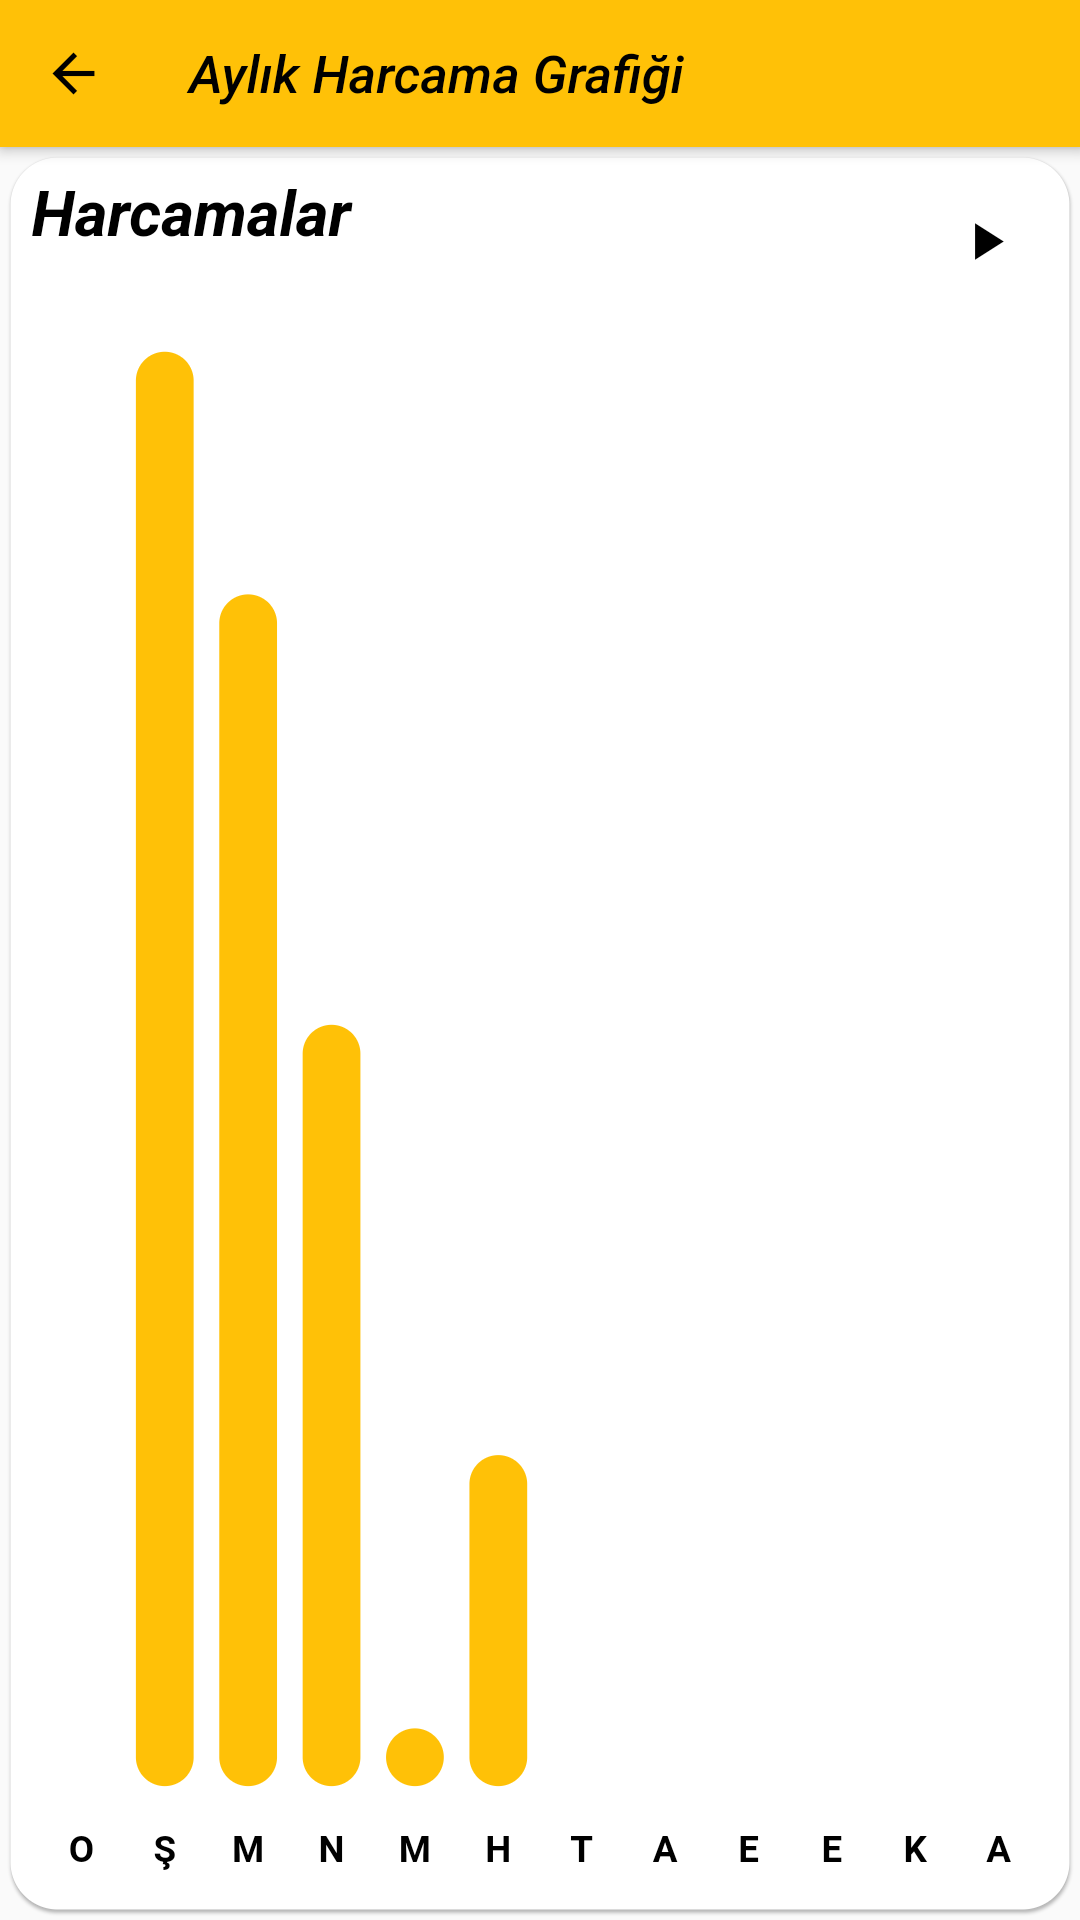 Aylık Harcama Grafiği
Harcamalar
O Ş M N M H T A E E K A